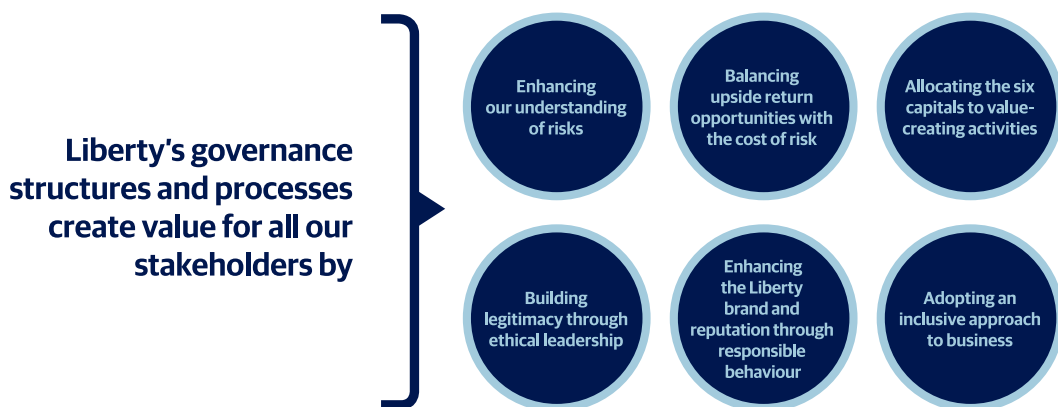 Liberty's governance
structures and processes
create value for all our
stakeholders by
Enhancing
our understanding
of risks
Balancing
upside return
opportunities with
the cost of risk
Allocating the six
capitals to value-
creating activities
Building
legitimacy through
ethical leadership
Enhancing
the Liberty
brand and
reputation through
responsible
behaviour
Adopting an
inclusive approach
to business